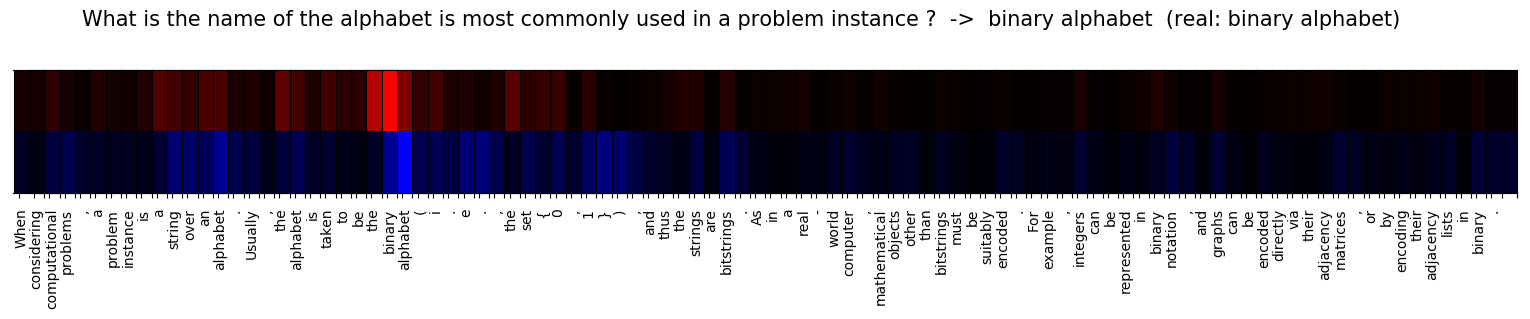 What is the name of the alphabet is most commonly used in a problem instance ? -> binary alphabet (real: binary alphabet)
When considering computational problems , a problem instance is a string over an alphabet . Usually , the alphabet is taken to be the binary alphabet ( i . e . , the set { 0 , 1 } ) , and thus the strings are bitstrings . As in a real - world computer , mathematical objects other than bitstrings must be suitably encoded . For example , integers can be represented in binary notation , and graphs can be encoded directly via their adjacency matrices , or by encoding their adjacency lists in binary .